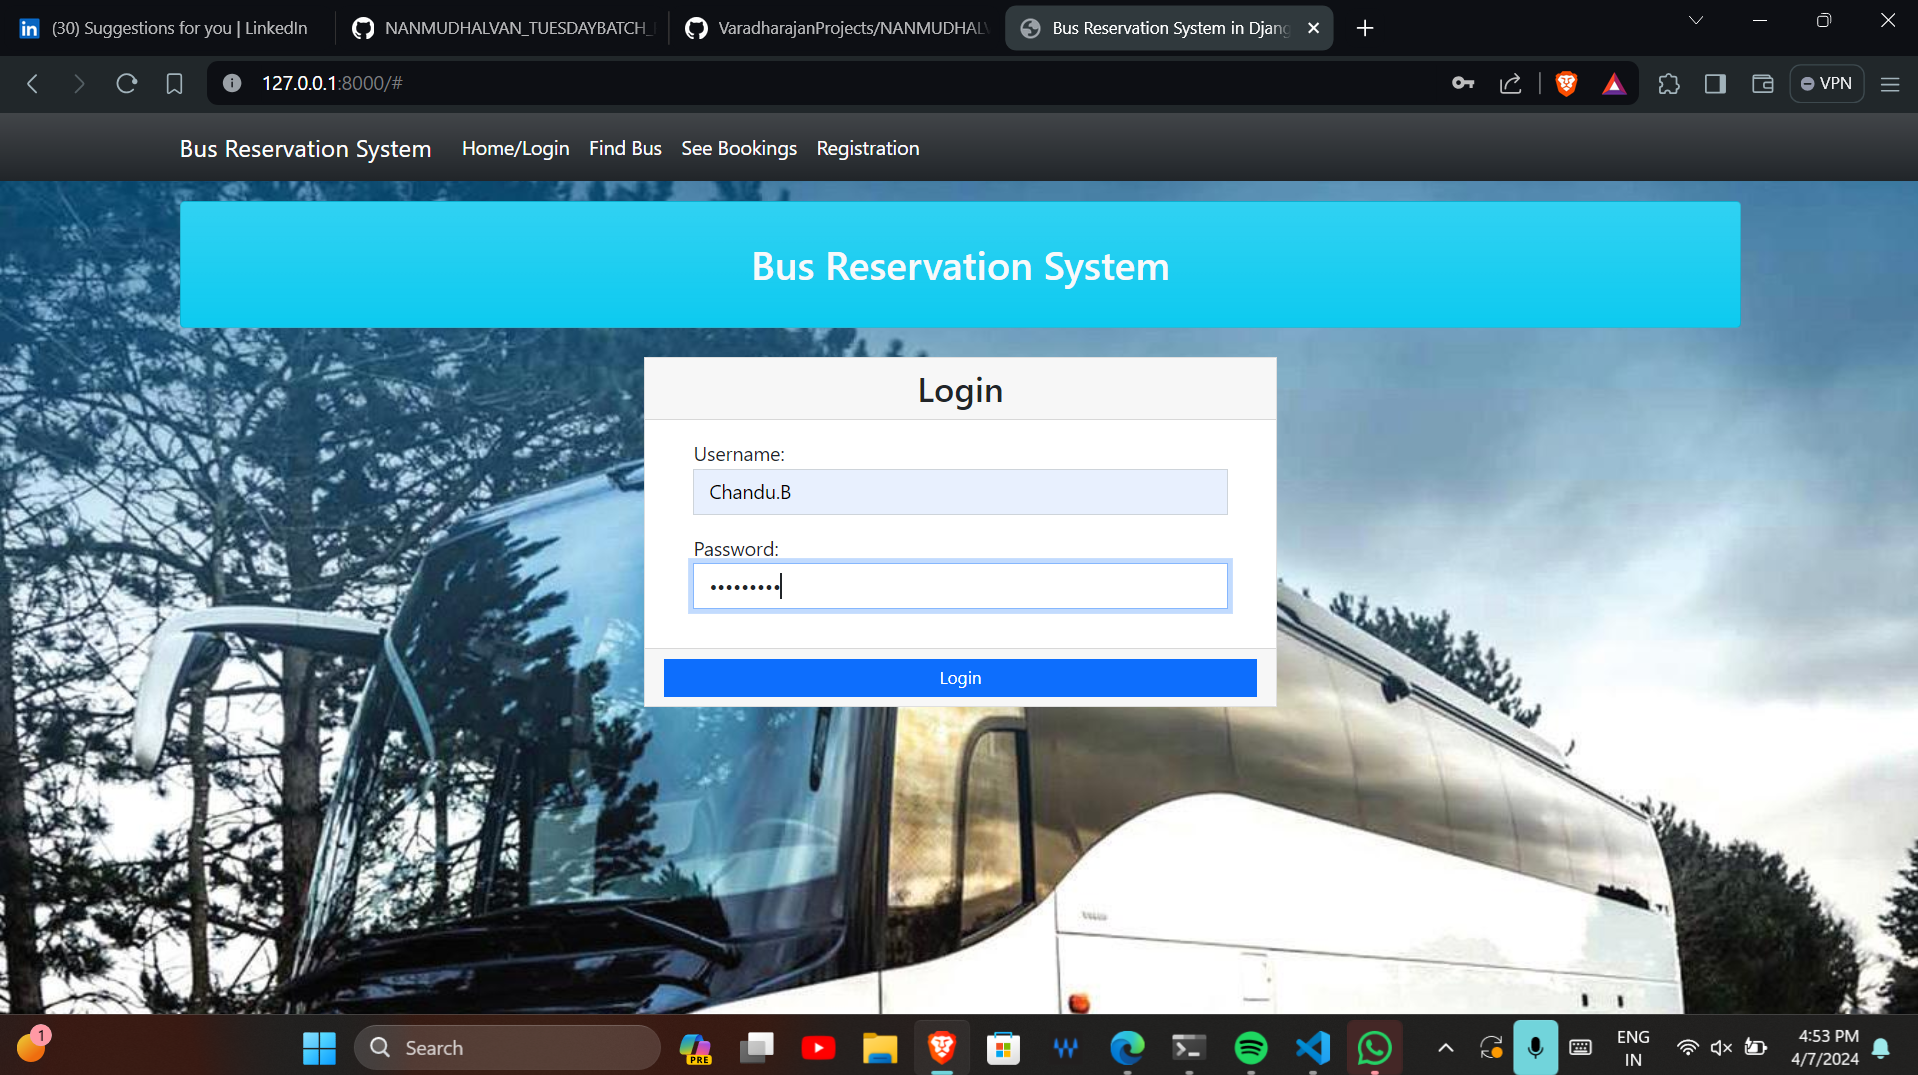 (30) Suggestions for you | LinkedIn
NANMUDHALVAN_TUESDAYBATCH_
VaradharajanProjects/NANMUDHALV
Bus Reservation System in Djang
127.0.0.1:8000/#
VPN
Bus Reservation System
Home/Login
Find Bus
See Bookings
Registration
Bus Reservation System
Login
Username:
Chandu.B
Password:
•••••••••
Login
1
Search
PRE
ENG
IN
4:53 PM
4/7/2024